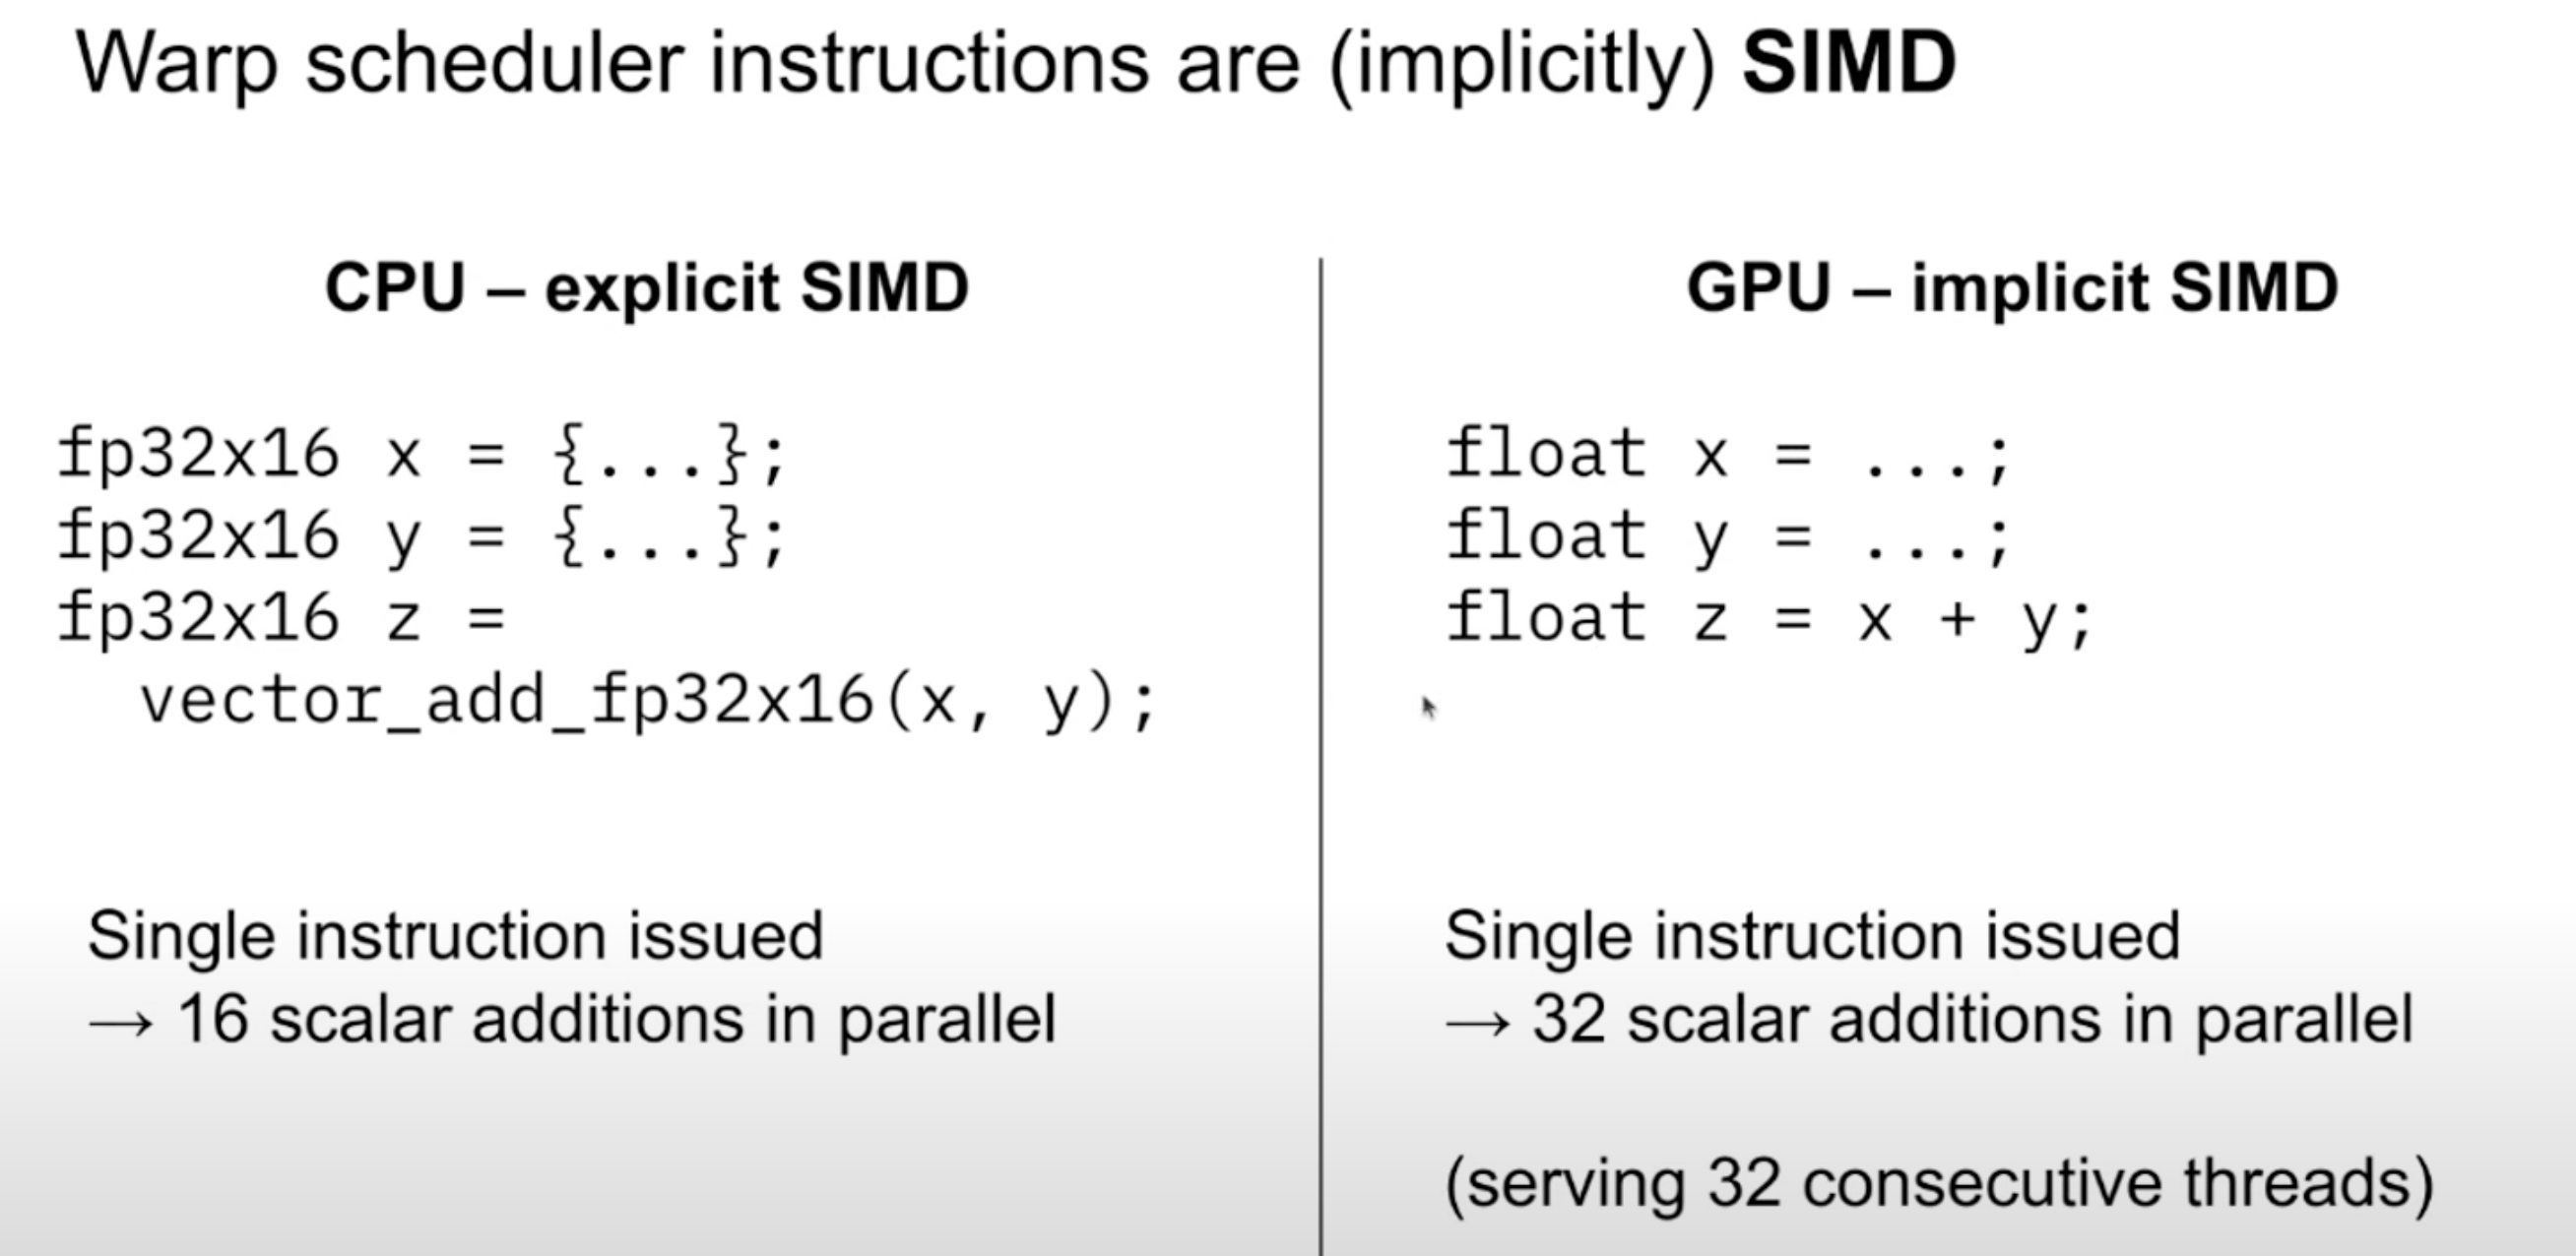 Warp scheduler instructions are (implicitly) SIMD
CPU – explicit SIMD
fp32x16 x = {...};
fp32x16 y = {...};
fp32x16 z =
  vector_add_fp32x16(x, y);
Single instruction issued
→ 16 scalar additions in parallel
GPU – implicit SIMD
float x = ...;
float y = ...;
float z = x + y;
Single instruction issued
→ 32 scalar additions in parallel
(serving 32 consecutive threads)